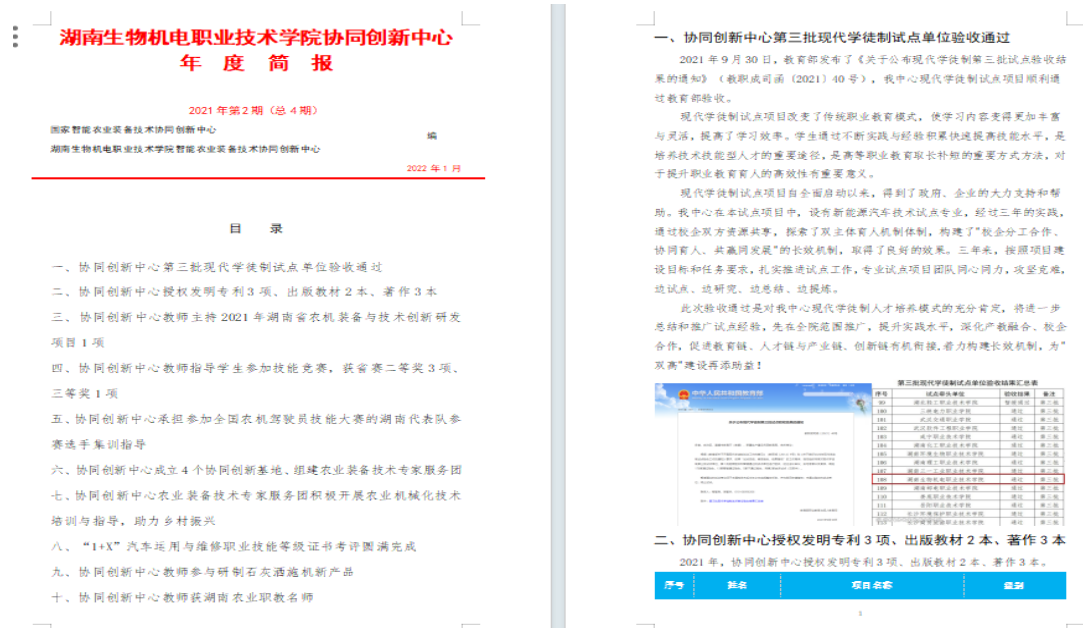 湖南生物机电职业技术学院协同创新中心
年 度 简 报
2021 年第 2 期（总 4 期）
国家智能农业装备技术协同创新中心
编
湖南生物机电职业技术学院智能农业装备技术协同创新中心
2022 年 1 月
目 录
一、协同创新中心第三批现代学徒制试点单位验收通过
二、协同创新中心授权发明专利 3 项、出版教材 2 本、著作 3 本
三、协同创新中心教师主持 2021 年湖南省农机装备与技术创新研发
项目 1 项
四、协同创新中心教师指导学生参加技能竞赛，获省赛二等奖 3 项、
三等奖 1 项
五、协同创新中心承担参加全国农机驾驶员技能大赛的湖南代表队参
赛选手集训指导
六、协同创新中心成立 4 个协同创新基地、组建农业装备技术专家服务团
七、协同创新中心农业装备技术专家服务团积极开展农业机械化技术
培训与指导，助力乡村振兴
八、“1+X”汽车运用与维修职业技能等级证书考评圆满完成
九、协同创新中心教师参与研制石灰洒施机新产品
十、协同创新中心教师获湖南农业职教名师
一、协同创新中心第三批现代学徒制试点单位验收通过
2021 年 9 月 30 日，教育部发布了《关于公布现代学徒制第三批试点验收结
果的通知》（教职成司函〔2021〕40 号），我中心现代学徒制试点项目顺利通
过教育部验收。
现代学徒制试点项目改变了传统职业教育模式，使学习内容变得更加丰富
与灵活，提高了学习效率。学生通过不断实践与经验积累快速提高技能水平，是
培养技术技能型人才的重要途径，是高等职业教育取长补短的重要方式方法，对
于提升职业教育育人的高效性有重要意义。
现代学徒制试点项目自全面启动以来，得到了政府、企业的大力支持和帮
助。我中心在本试点项目中，设有新能源汽车技术试点专业，经过三年的实践，
通过校企双方资源共享，探索了双主体育人机制体制，构建了“校企分工合作、
协同育人、共赢同发展”的长效机制，取得了良好的效果。三年来，按照项目建
设目标和任务要求，扎实推进试点工作，专业试点项目团队同心同力，攻坚克难，
边试点、边研究、边总结、边提炼。
此次验收通过是对我中心现代学徒制人才培养模式的充分肯定，将进一步
总结和推广试点经验，先在全院范围推广，提升实践水平，深化产教融合、校企
合作，促进教育链、人才链与产业链、创新链有机衔接，着力构建长效机制，为“
双高”建设再添助益！
第三批现代学徒制试点单位验收结果汇总表
序号 试点牵头单位 验收结果 备注
108 湖南生物机电职业技术学院 通过 第三批
二、协同创新中心授权发明专利 3 项、出版教材 2 本、著作 3 本
2021 年，协同创新中心授权发明专利 3 项、出版教材 2 本、著作 3 本。
序号 姓名 项目名称 级别
1